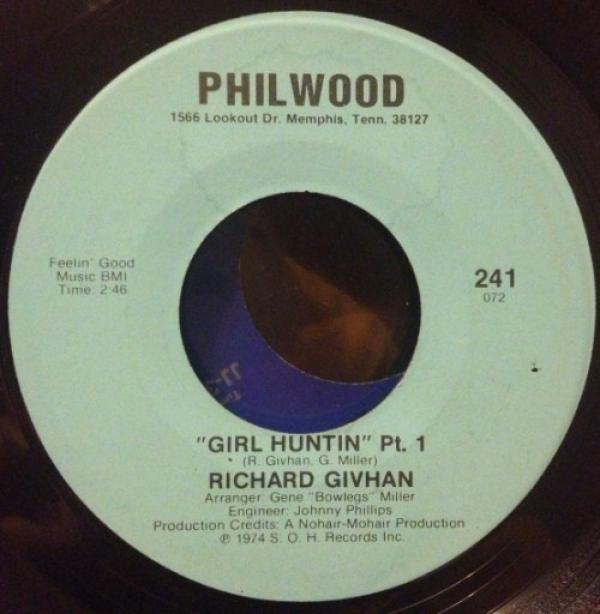 PHILWOOD
1566 Lookout Dr. Memphis, Tenn. 38127
Feelin' Good
Music BMI
Time: 2:46
241
072
"GIRL HUNTIN" Pt. 1
(R. Givhan, G. Miller)
RICHARD GIVHAN
Arranger: Gene "Bowlegs" Miller
Engineer: Johnny Phillips
Production Credits: A Nohair-Mohair Production
℗ 1974 S. O. H. Records Inc.